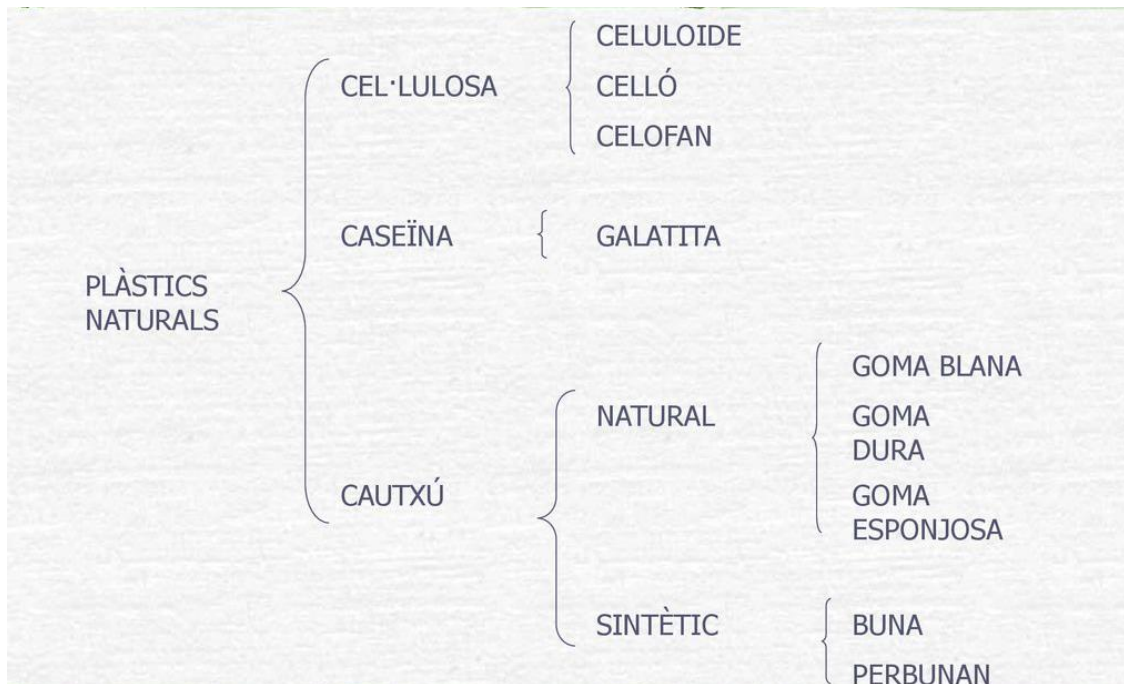 CELULOIDE
CEL·LULOSA
CELLÓ
CELOFAN
CASEÏNA
GALATITA
PLÀSTICS
NATURALS
GOMA BLANA
NATURAL
GOMA
DURA
CAUTXÚ
GOMA
ESPONJOSA
SINTÈTIC
BUNA
PERBUNAN